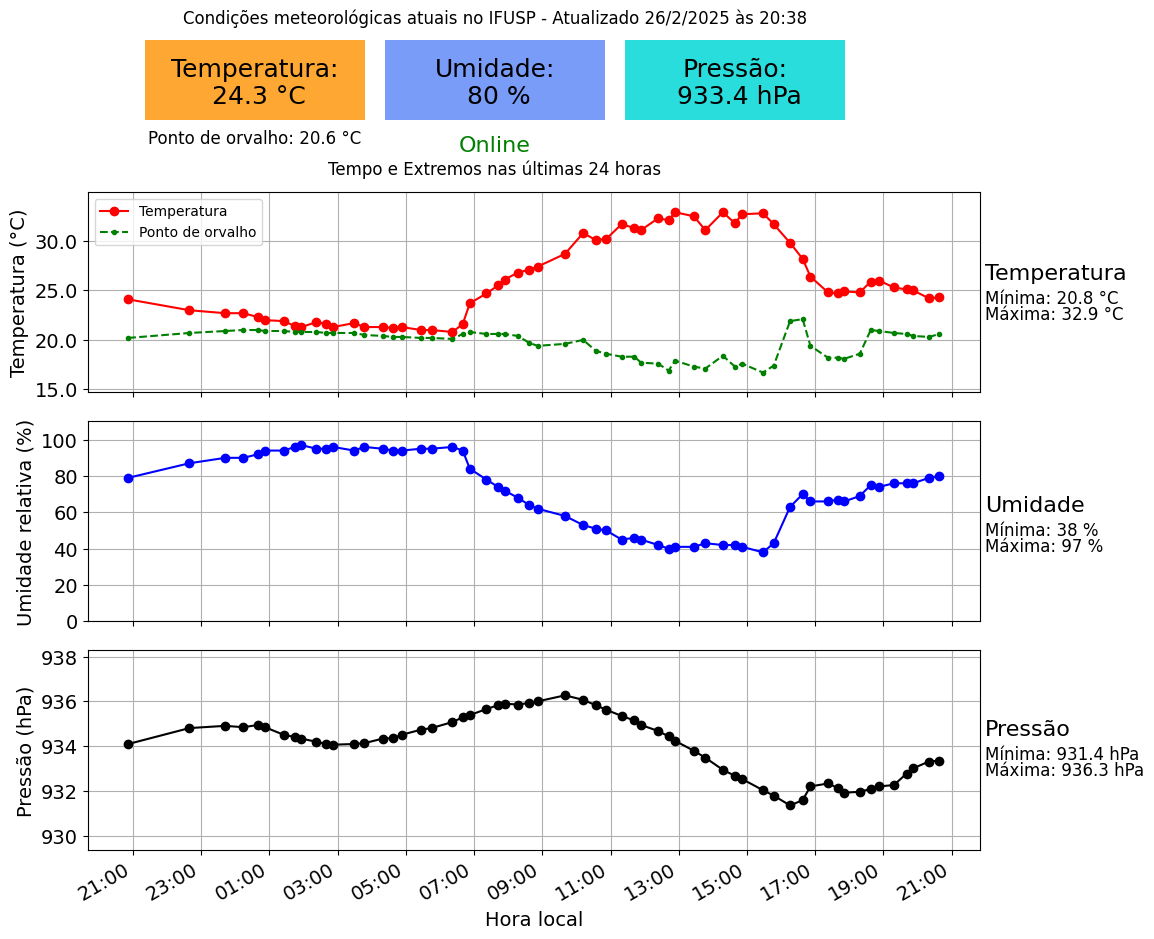 Condições meteorológicas atuais no IFUSP - Atualizado 26/2/2025 às 20:38
Temperatura:
24.3 °C
Umidade:
80 %
Pressão:
933.4 hPa
Ponto de orvalho: 20.6 °C
Online
Tempo e Extremos nas últimas 24 horas
Temperatura (°C)
30.0
25.0
20.0
15.0
Temperatura
Ponto de orvalho
Temperatura
Mínima: 20.8 °C
Máxima: 32.9 °C
Umidade relativa (%)
100
80
60
40
20
0
Umidade
Mínima: 38 %
Máxima: 97 %
Pressão (hPa)
938
936
934
932
930
Pressão
Mínima: 931.4 hPa
Máxima: 936.3 hPa
21:00 23:00 01:00 03:00 05:00 07:00 09:00 11:00 13:00 15:00 17:00 19:00 21:00
Hora local